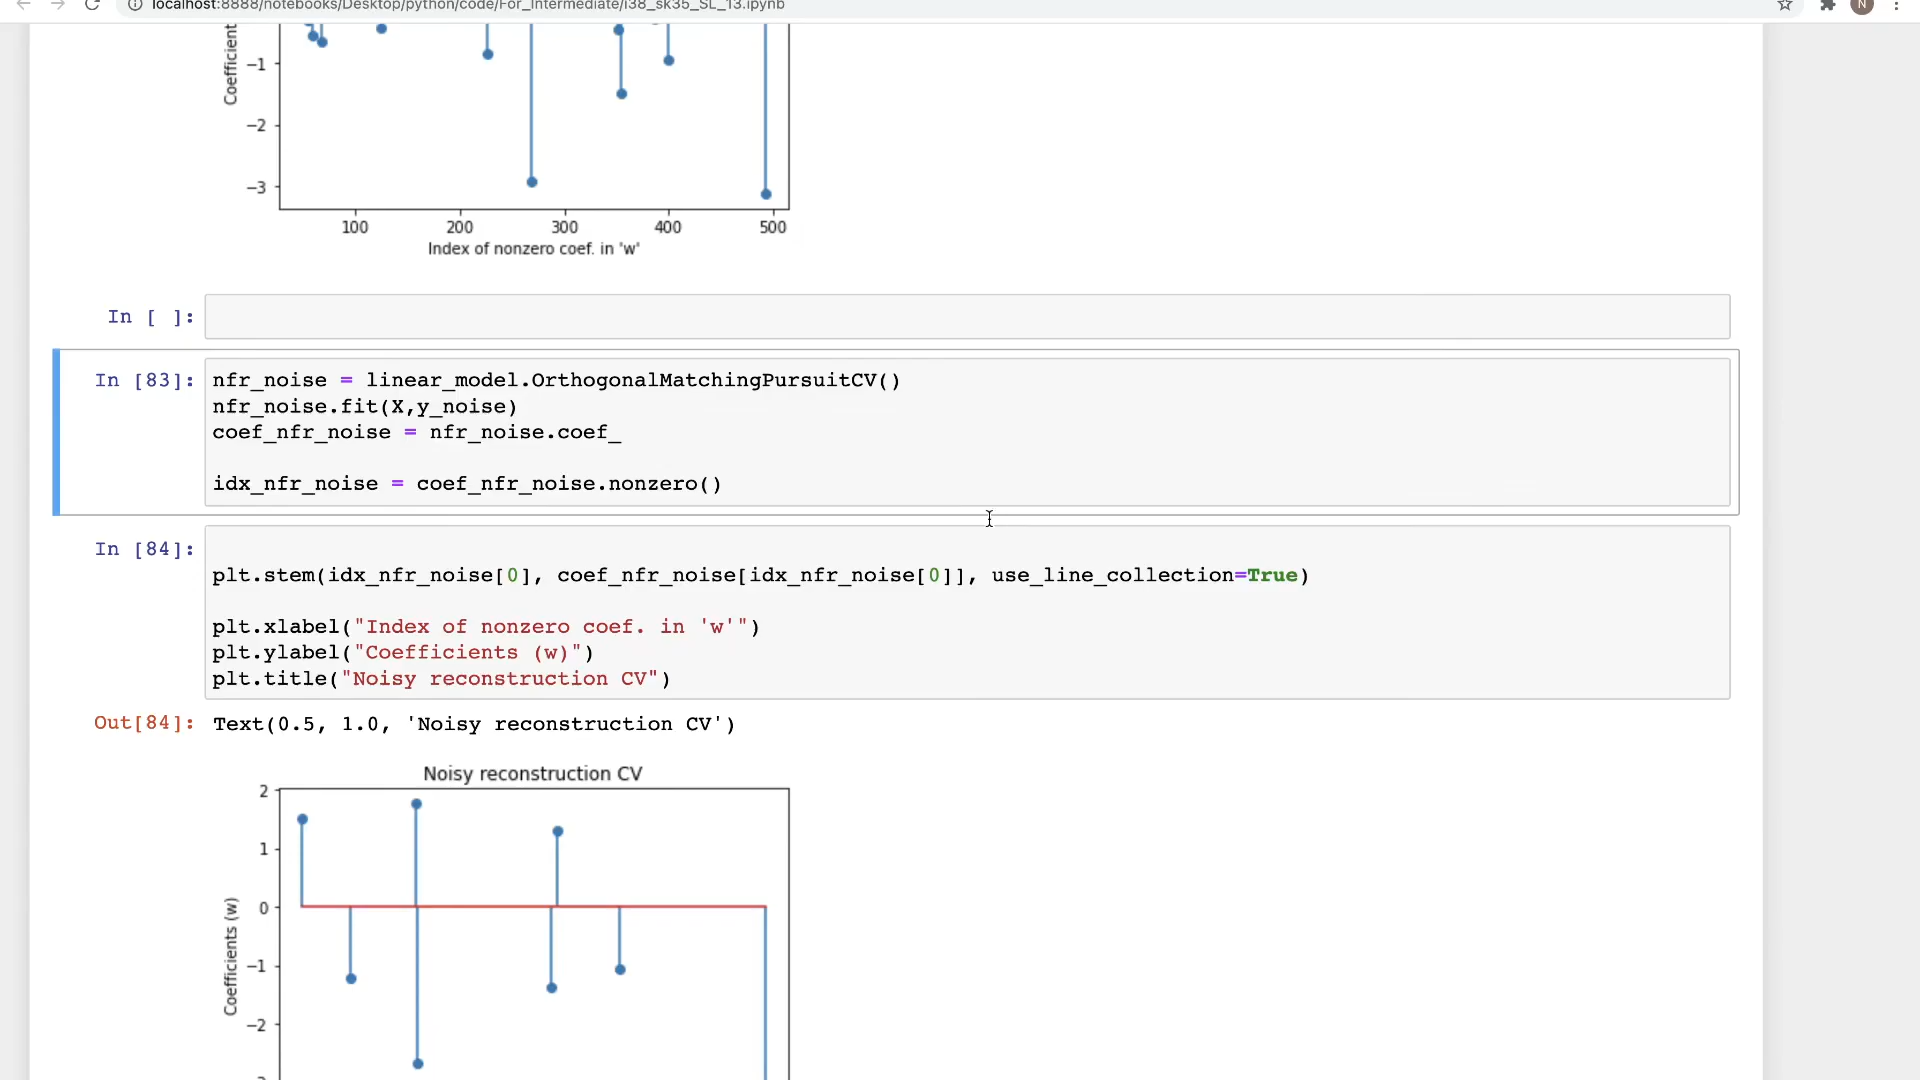 localhost:8888/notebooks/Desktop/python/code/For_Intermediate/i38_sk35_SL_13.ipynb
N
Coefficient
−1
−2
−3
100 200 300 400 500
Index of nonzero coef. in 'w'
In [ ]:
In [83]: nfr_noise = linear_model.OrthogonalMatchingPursuitCV()
nfr_noise.fit(X,y_noise)
coef_nfr_noise = nfr_noise.coef_
idx_nfr_noise = coef_nfr_noise.nonzero()
In [84]:
plt.stem(idx_nfr_noise[0], coef_nfr_noise[idx_nfr_noise[0]], use_line_collection=True)
plt.xlabel("Index of nonzero coef. in 'w'")
plt.ylabel("Coefficients (w)")
plt.title("Noisy reconstruction CV")
Out[84]: Text(0.5, 1.0, 'Noisy reconstruction CV')
Noisy reconstruction CV
2
1
0
−1
−2
Coefficients (w)